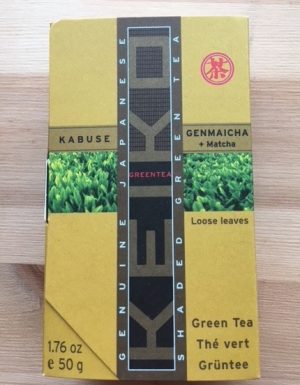 茶
KABUSE
GENMAICHA
+ Matcha
GENUINE JAPANESE
KEIKO
GREENTEA
SHADED GREEN TEA
Loose leaves
1.76 oz
e 50 g
Green Tea
Thé vert
Grüntee